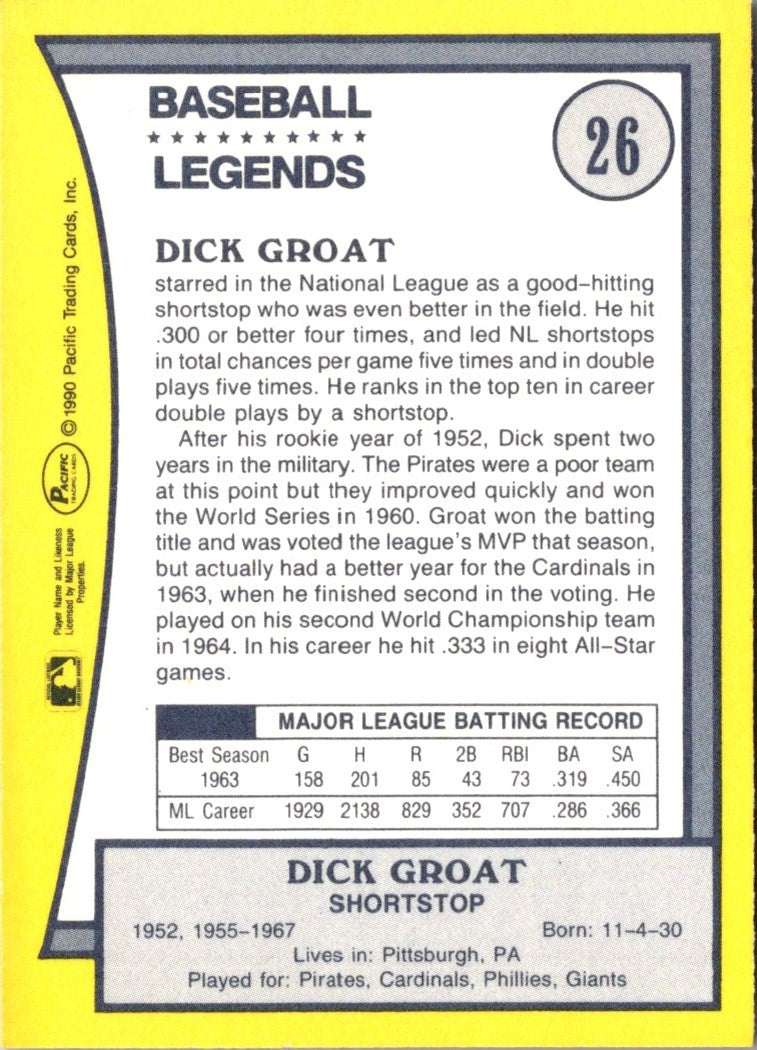 BASEBALL
★ ★ ★ ★ ★ ★ ★ ★ ★ ★
LEGENDS
26
DICK GROAT
starred in the National League as a good–hitting
shortstop who was even better in the field. He hit
.300 or better four times, and led NL shortstops
in total chances per game five times and in double
plays five times. He ranks in the top ten in career
double plays by a shortstop.
After his rookie year of 1952, Dick spent two
years in the military. The Pirates were a poor team
at this point but they improved quickly and won
the World Series in 1960. Groat won the batting
title and was voted the league's MVP that season,
but actually had a better year for the Cardinals in
1963, when he finished second in the voting. He
played on his second World Championship team
in 1964. In his career he hit .333 in eight All–Star
games.
MAJOR LEAGUE BATTING RECORD
Best Season G H R 2B RBI BA SA
1963 158 201 85 43 73 .319 .450
ML Career 1929 2138 829 352 707 .286 .366
DICK GROAT
SHORTSTOP
1952, 1955–1967 Born: 11–4–30
Lives in: Pittsburgh, PA
Played for: Pirates, Cardinals, Phillies, Giants
© 1990 Pacific Trading Cards, Inc.
PACIFIC
TRADING CARDS
Player Name and Likeness
Licensed by Major League
Properties.